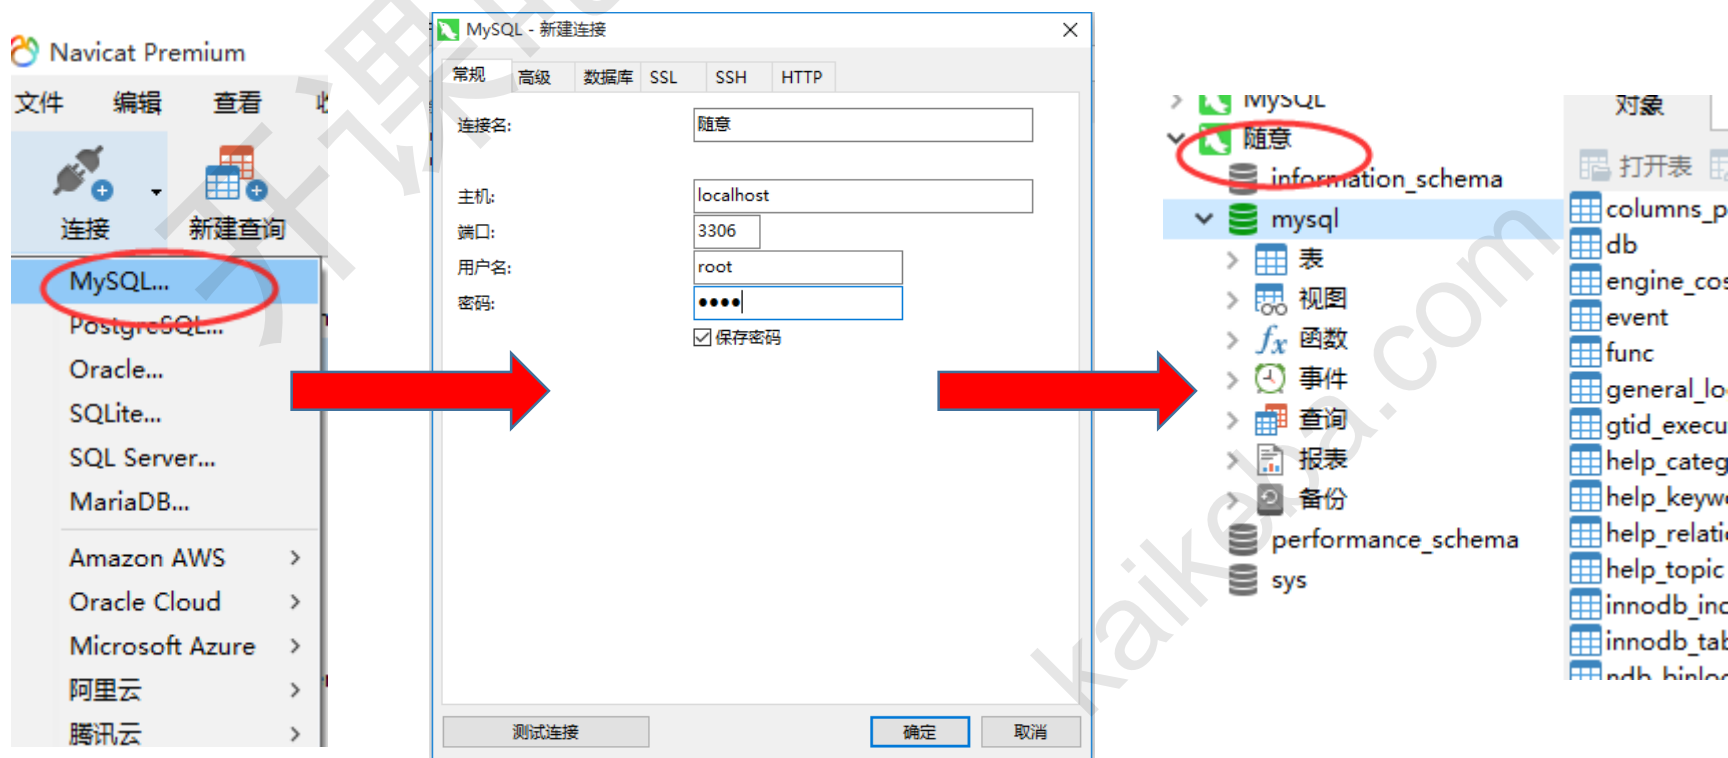 Navicat Premium
文件 编辑 查看
连接 新建查询
MySQL...
PostgreSQL...
Oracle...
SQLite...
SQL Server...
MariaDB...
Amazon AWS
Oracle Cloud
Microsoft Azure
阿里云
腾讯云
MySQL - 新建连接
常规 高级 数据库 SSL SSH HTTP
连接名: 随意
主机: localhost
端口: 3306
用户名: root
密码: ●●●●
保存密码
测试连接 确定 取消
MySQL
随意
information_schema
mysql
表
视图
函数
事件
查询
报表
备份
performance_schema
sys
对象
打开表
columns_p
db
engine_cos
event
func
general_lo
gtid_execu
help_categ
help_keyw
help_relati
help_topic
innodb_ind
innodb_tab
ndb_binlog
kaikeba.com